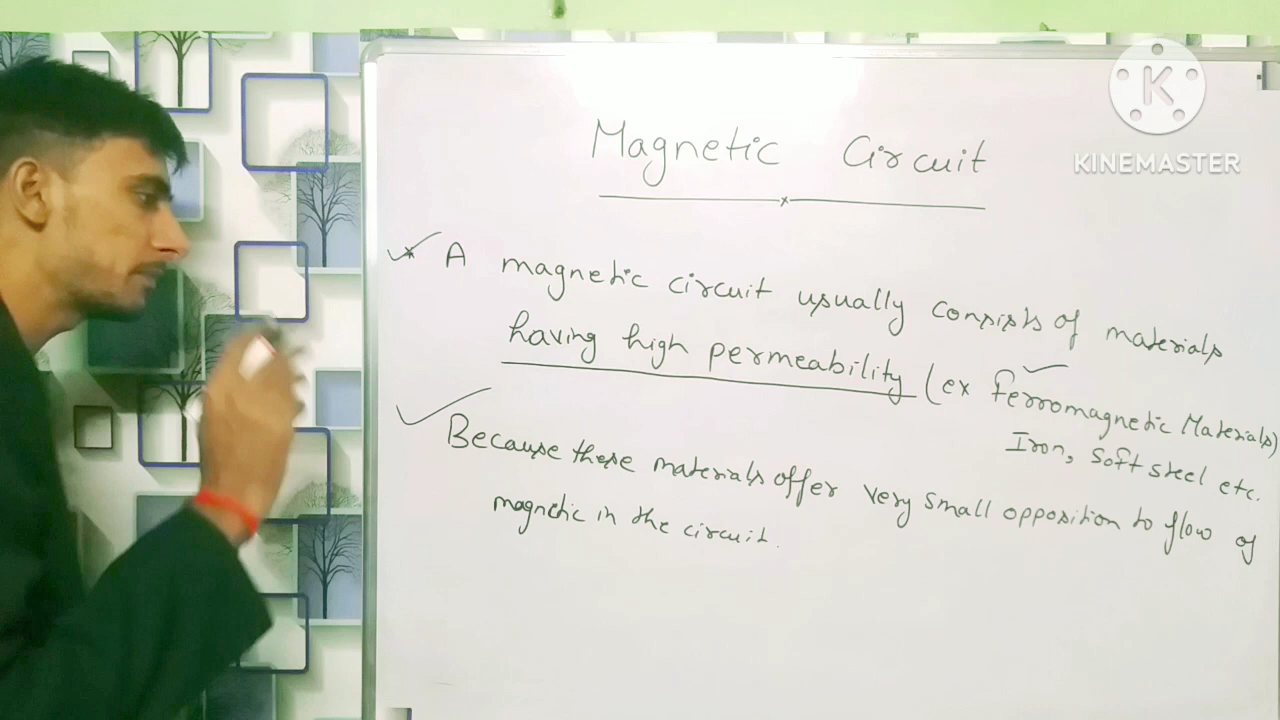 KINEMASTER
Magnetic Circuit
A magnetic circuit usually consists of materials
having high permeability (ex Ferromagnetic Materials)
Iron, Soft steel etc.
Because these materials offer very small opposition to flow of
magnetic in the circuit.